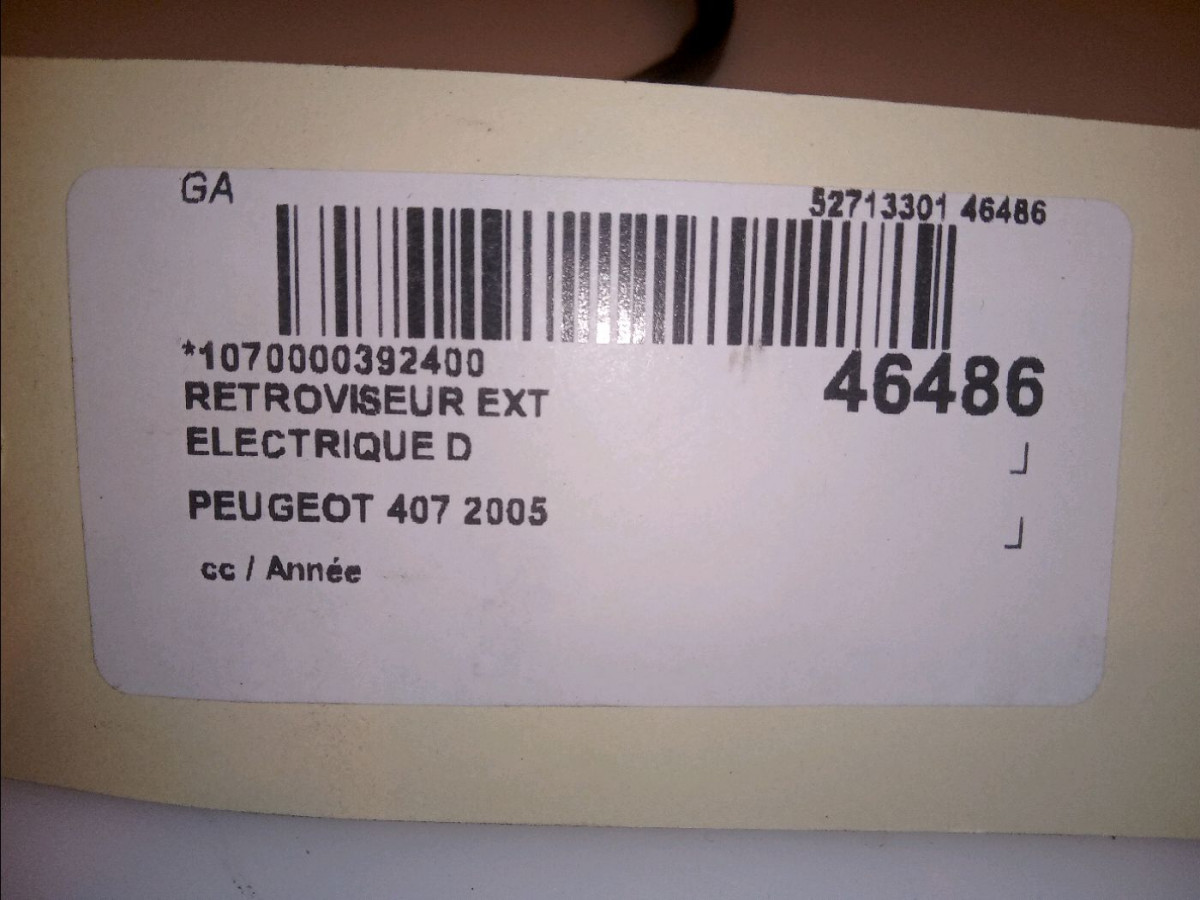 GA
52713301 46486
*1070000392400
46486
RETROVISEUR EXT
ELECTRIQUE D
PEUGEOT 407 2005
cc / Année